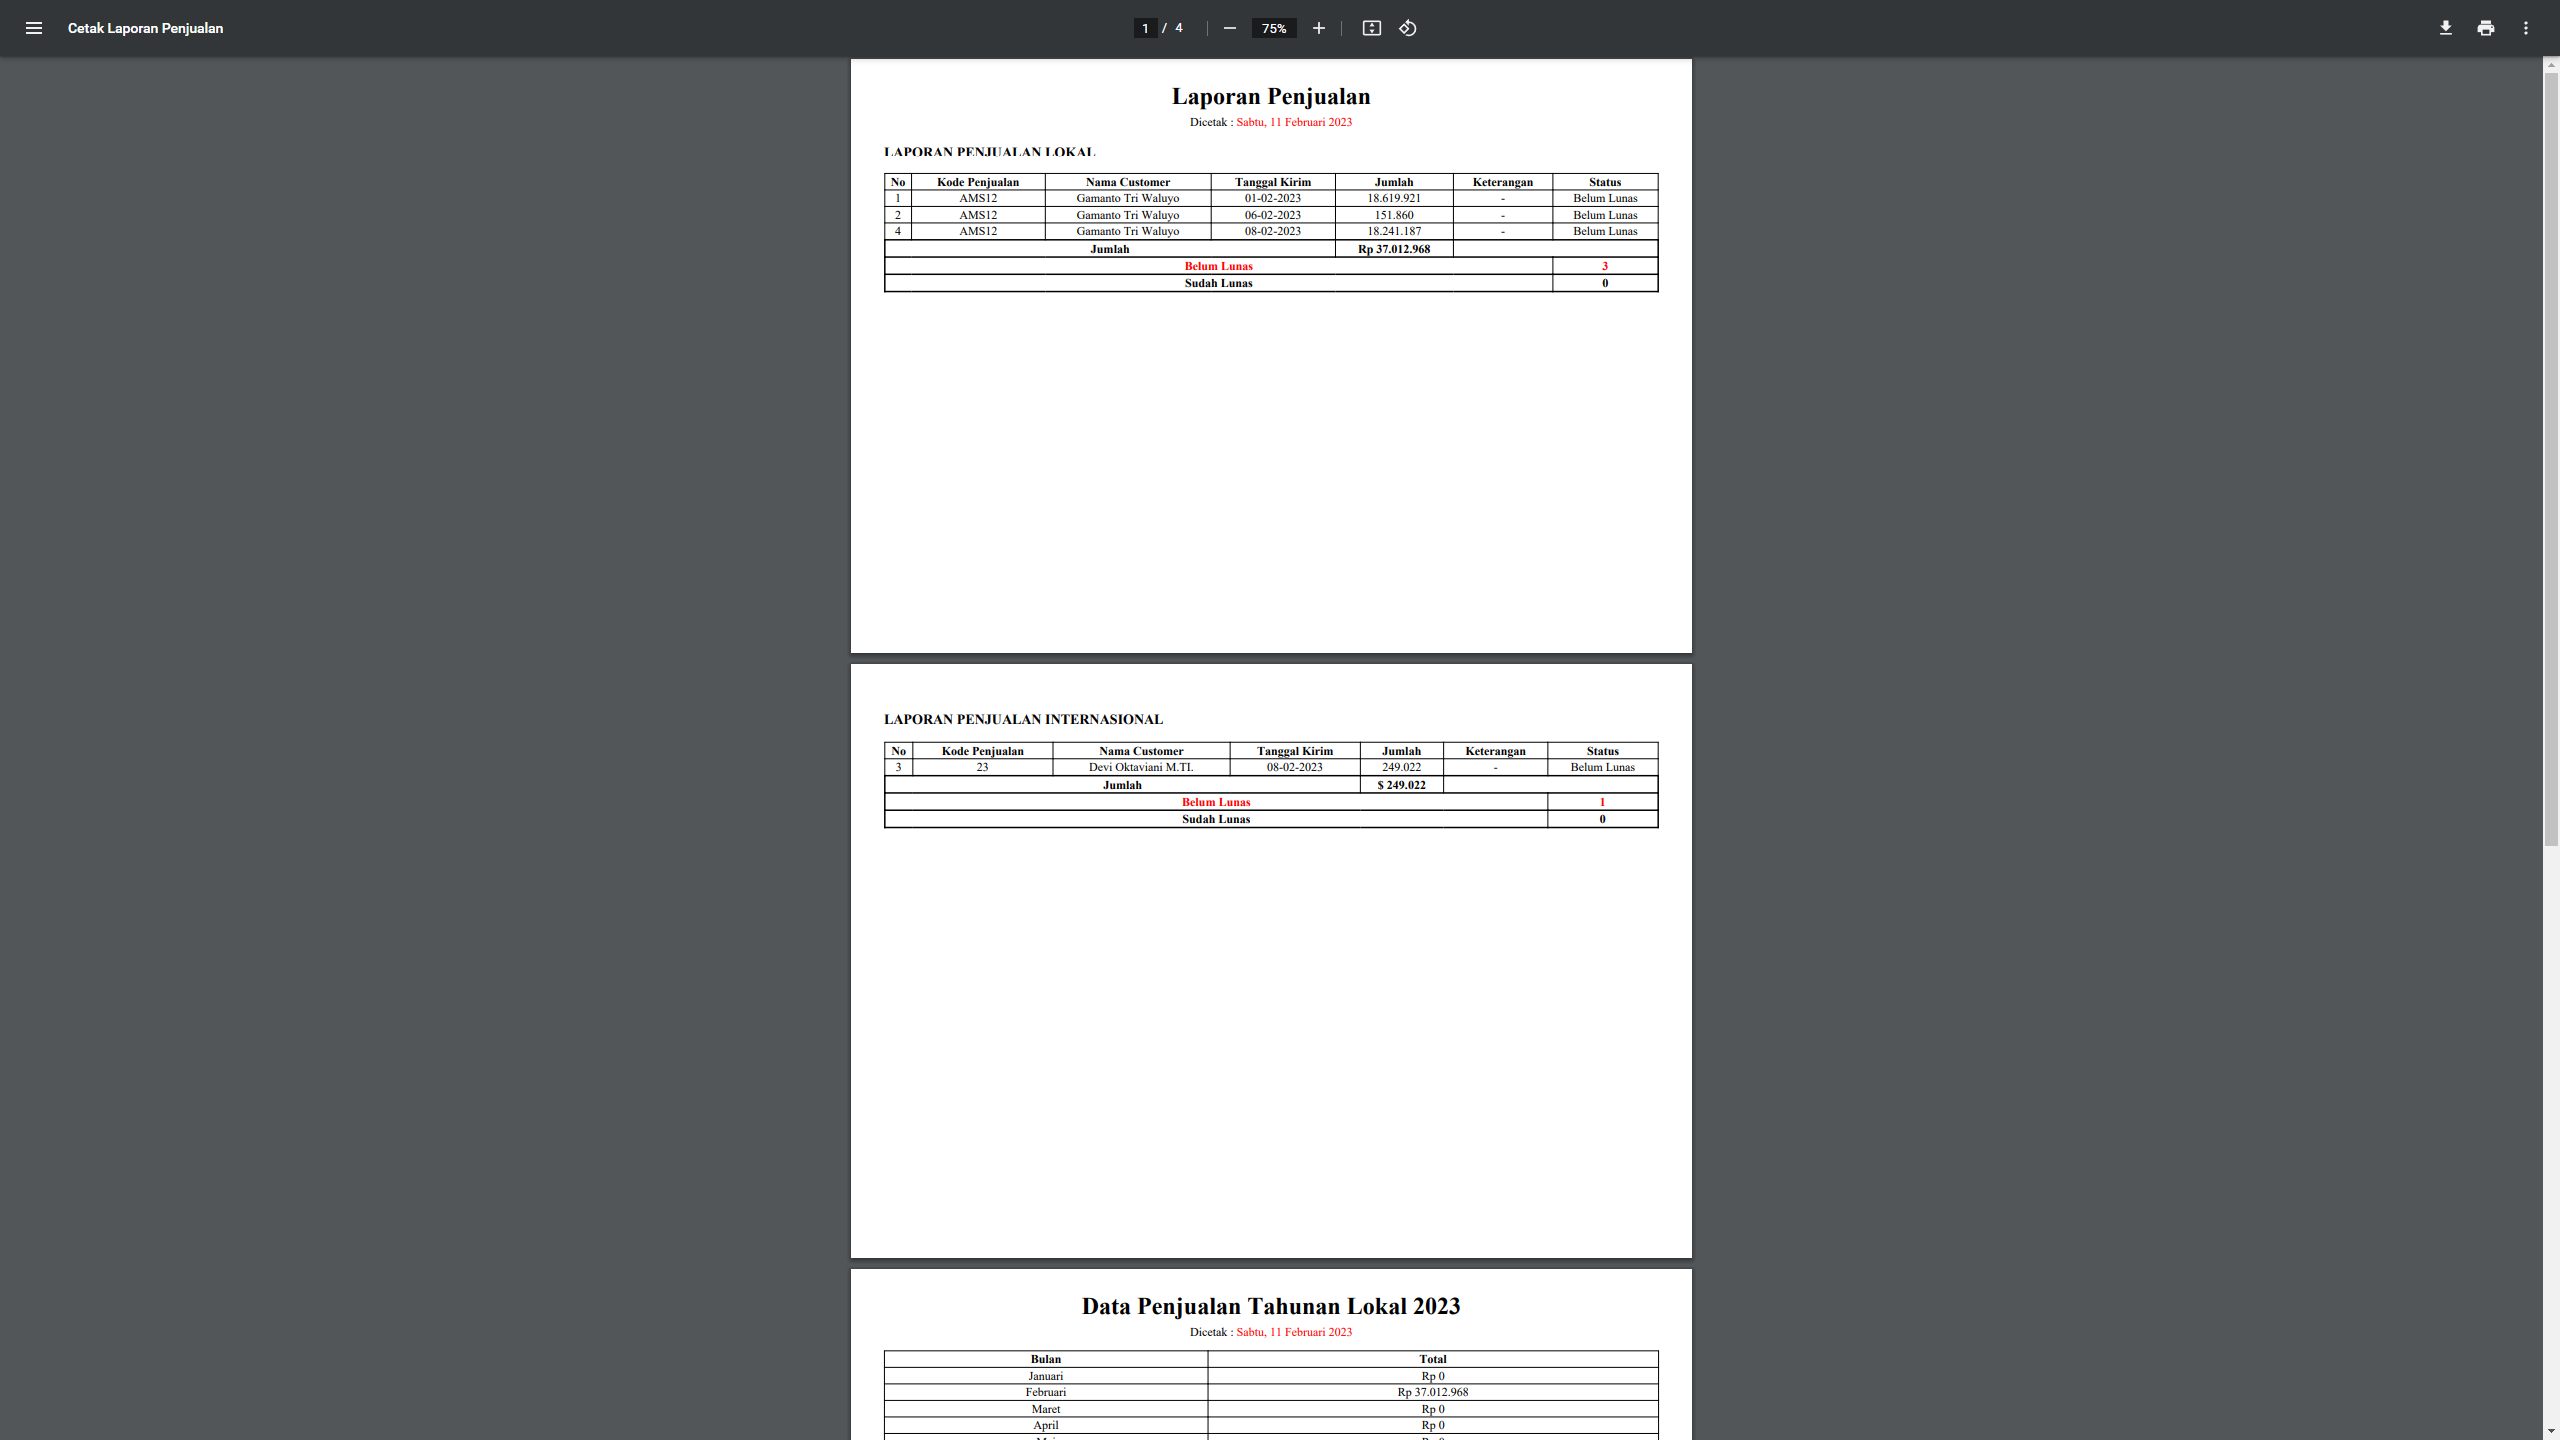 Cetak Laporan Penjualan
1 / 4
75%
Laporan Penjualan
Dicetak : Sabtu, 11 Februari 2023
LAPORAN PENJUALAN LOKAL
No Kode Penjualan Nama Customer Tanggal Kirim Jumlah Keterangan Status
1 AMS12 Gamanto Tri Waluyo 01-02-2023 18.619.921 - Belum Lunas
2 AMS12 Gamanto Tri Waluyo 06-02-2023 151.860 - Belum Lunas
4 AMS12 Gamanto Tri Waluyo 08-02-2023 18.241.187 - Belum Lunas
Jumlah Rp 37.012.968
Belum Lunas 3
Sudah Lunas 0
LAPORAN PENJUALAN INTERNASIONAL
No Kode Penjualan Nama Customer Tanggal Kirim Jumlah Keterangan Status
3 23 Devi Oktaviani M.TI. 08-02-2023 249.022 - Belum Lunas
Jumlah $ 249.022
Belum Lunas 1
Sudah Lunas 0
Data Penjualan Tahunan Lokal 2023
Dicetak : Sabtu, 11 Februari 2023
Bulan Total
Januari Rp 0
Februari Rp 37.012.968
Maret Rp 0
April Rp 0